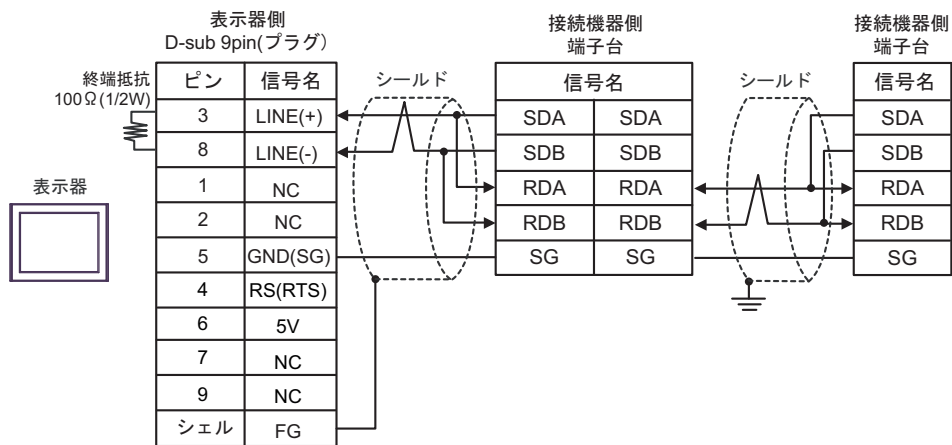 表示器側
D-sub 9pin(プラグ)
接続機器側
端子台
接続機器側
端子台
終端抵抗
100Ω(1/2W)
ピン 信号名
シールド
信号名
シールド
信号名
3 LINE(+)
SDA SDA
SDA
8 LINE(-)
SDB SDB
SDB
表示器
1 NC
RDA RDA
RDA
2 NC
RDB RDB
RDB
5 GND(SG)
SG SG
SG
4 RS(RTS)
6 5V
7 NC
9 NC
シェル FG